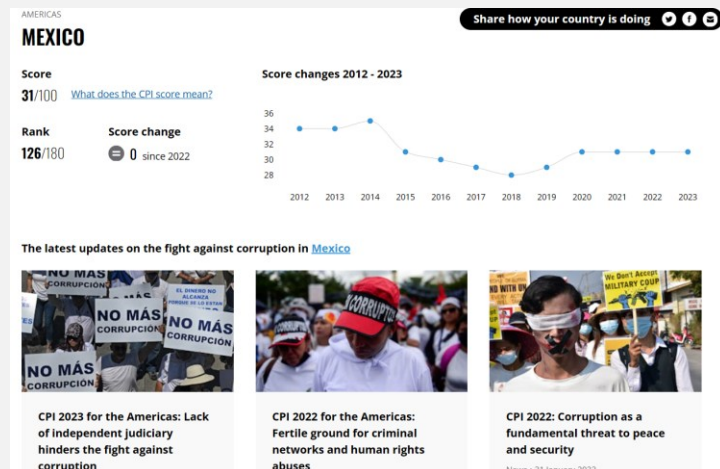 AMERICAS
Share how your country is doing
MEXICO
Score
31/100 What does the CPI score mean?
Rank
126/180
Score change
0 since 2022
Score changes 2012 - 2023
36
34
32
30
28
2012 2013 2014 2015 2016 2017 2018 2019 2020 2021 2022 2023
The latest updates on the fight against corruption in Mexico
NO MÁS
CORRUPCIÓN
EL DINERO NO
ALCANZA
PORQUE SE LO ESTÁN
NO MÁS
CORRUPCIÓN
NO MÁS
CORRUPCIÓN
NO MÁS
CORRUPCIÓN
We Don't Accept
MILITARY COUP
CPI 2023 for the Americas: Lack
of independent judiciary
hinders the fight against
corruption
CPI 2022 for the Americas:
Fertile ground for criminal
networks and human rights
abuses
CPI 2022: Corruption as a
fundamental threat to peace
and security